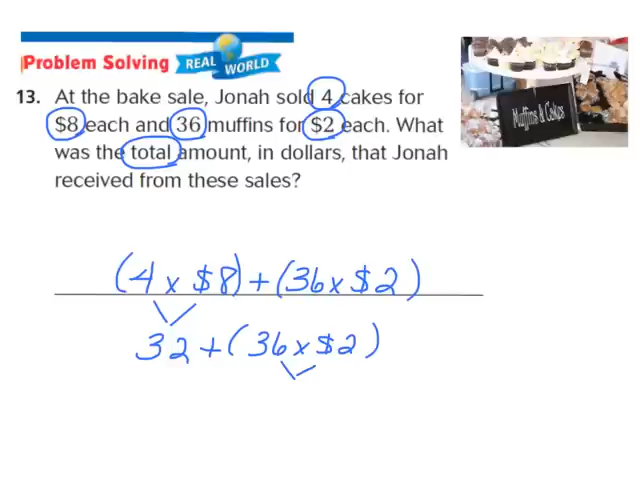 Problem Solving REAL WORLD
13. At the bake sale, Jonah sold 4 cakes for
$8 each and 36 muffins for $2 each. What
was the total amount, in dollars, that Jonah
received from these sales?
Muffins & Cakes
(4 x $8) + (36 x $2)
32 + (36 x $2)